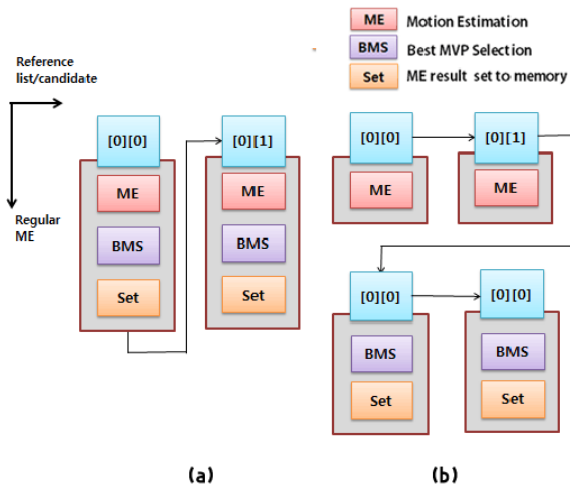 ME Motion Estimation
BMS Best MVP Selection
Set ME result set to memory
Reference
list/candidate
Regular
ME
[0][0] [0][1]
ME ME
BMS BMS
Set Set
[0][0] [0][1]
ME ME
[0][0] [0][0]
BMS BMS
Set Set
(a) (b)